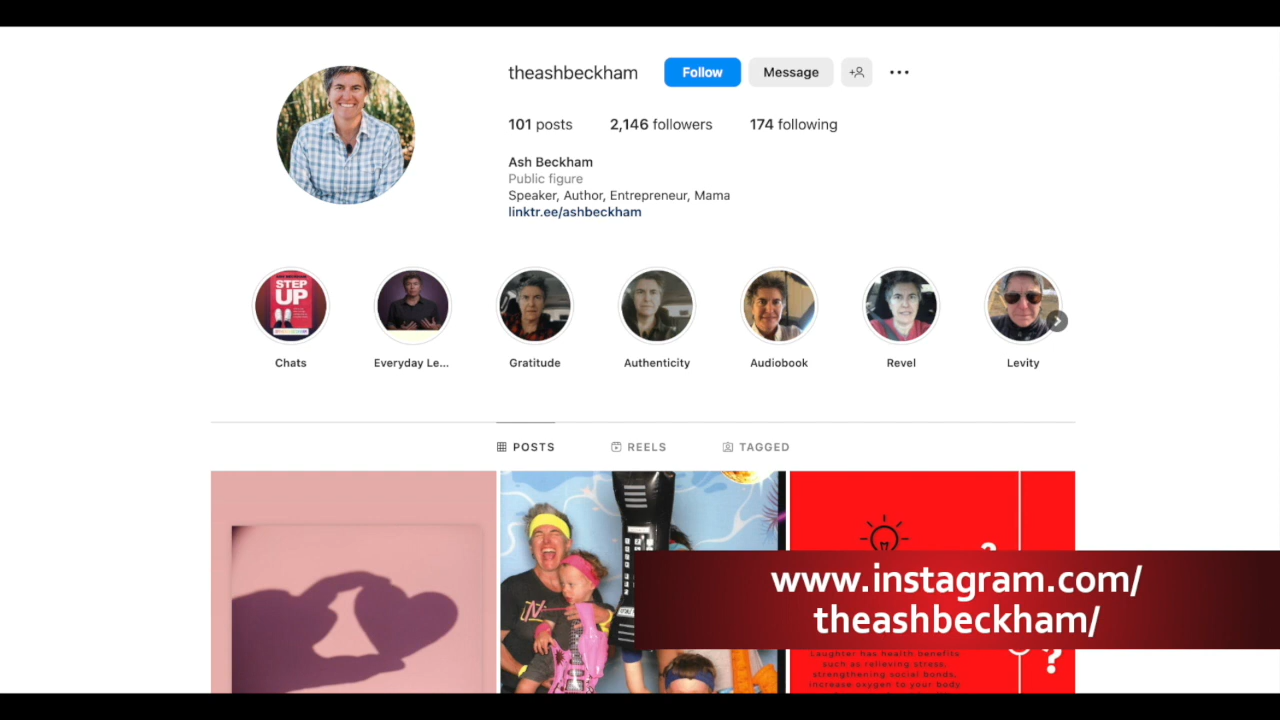 theashbeckham Follow Message
101 posts 2,146 followers 174 following
Ash Beckham
Public figure
Speaker, Author, Entrepreneur, Mama
linktr.ee/ashbeckham
STEP
UP
Chats Everyday Le... Gratitude Authenticity Audiobook Revel Levity
POSTS REELS TAGGED
?
www.instagram.com/
theashbeckham/
Laughter has health benefits
such as relieving stress,
strengthening social bonds,
increase oxygen to your body
?